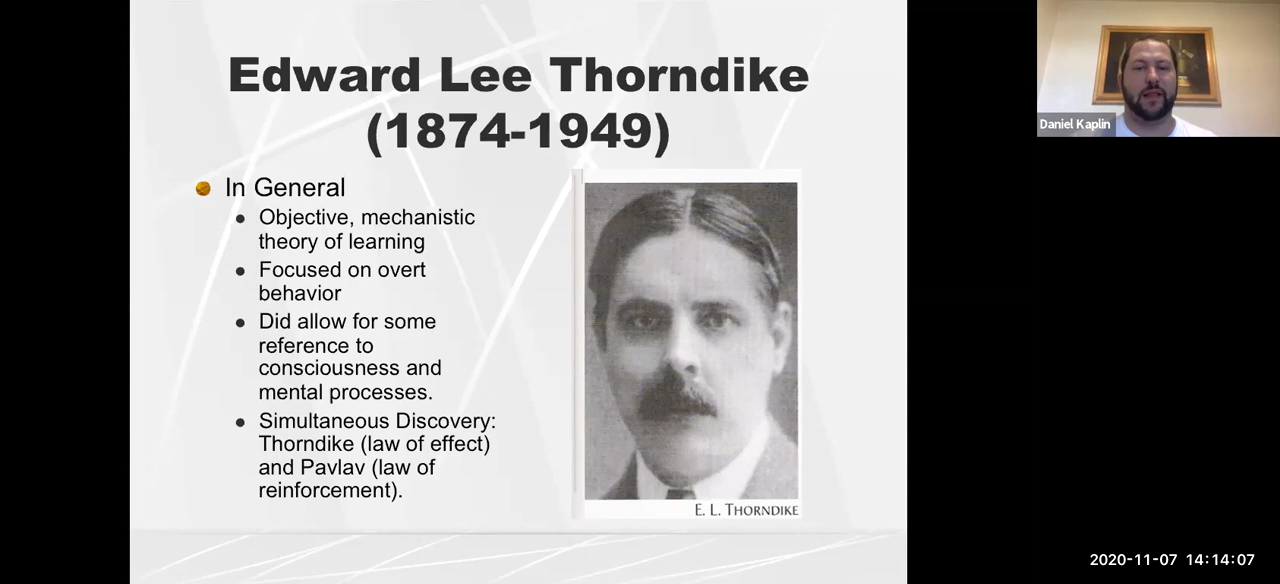 Edward Lee Thorndike
(1874-1949)
In General
Objective, mechanistic
theory of learning
Focused on overt
behavior
Did allow for some
reference to
consciousness and
mental processes.
Simultaneous Discovery:
Thorndike (law of effect)
and Pavlav (law of
reinforcement).
E. L. THORNDIKE
Daniel Kaplin
2020-11-07 14:14:07